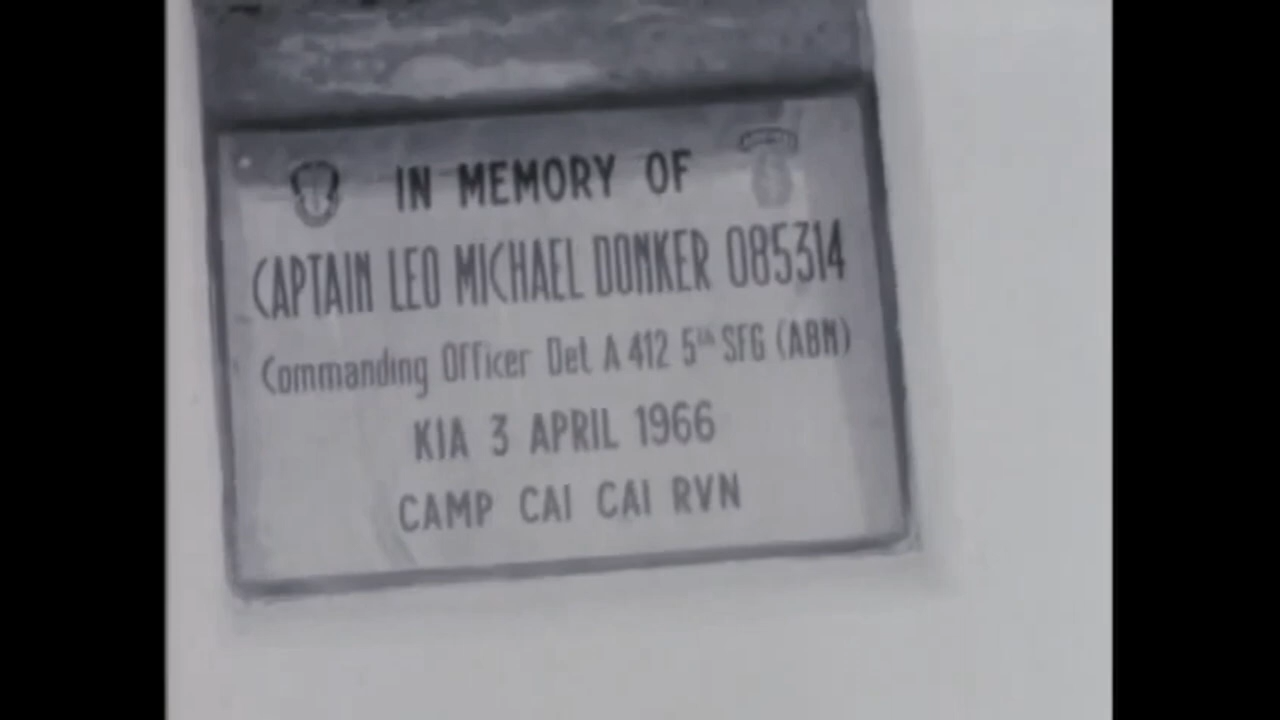 IN MEMORY OF
CAPTAIN LEO MICHAEL DONKER 085314
Commanding Officer Det A 412 5th SFG (ABN)
KIA 3 APRIL 1966
CAMP CAI CAI RVN